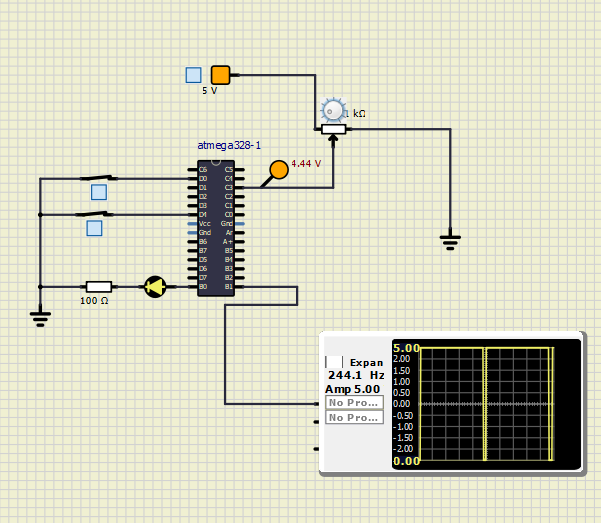 5 V
1 kΩ
atmega328-1
4.44 V
C6 C5
D0 C4
D1 C3
D2 C2
D3 C1
D4 C0
Vcc Gnd
Gnd Ar
B6 A+
B7 B5
D5 B4
D6 B3
D7 B2
B0 B1
100 Ω
Expan
244.1 Hz
Amp 5.00
No Pro...
No Pro...
5.00
2.00
1.50
1.00
0.50
0.00
-0.50
-1.00
-1.50
-2.00
0.00